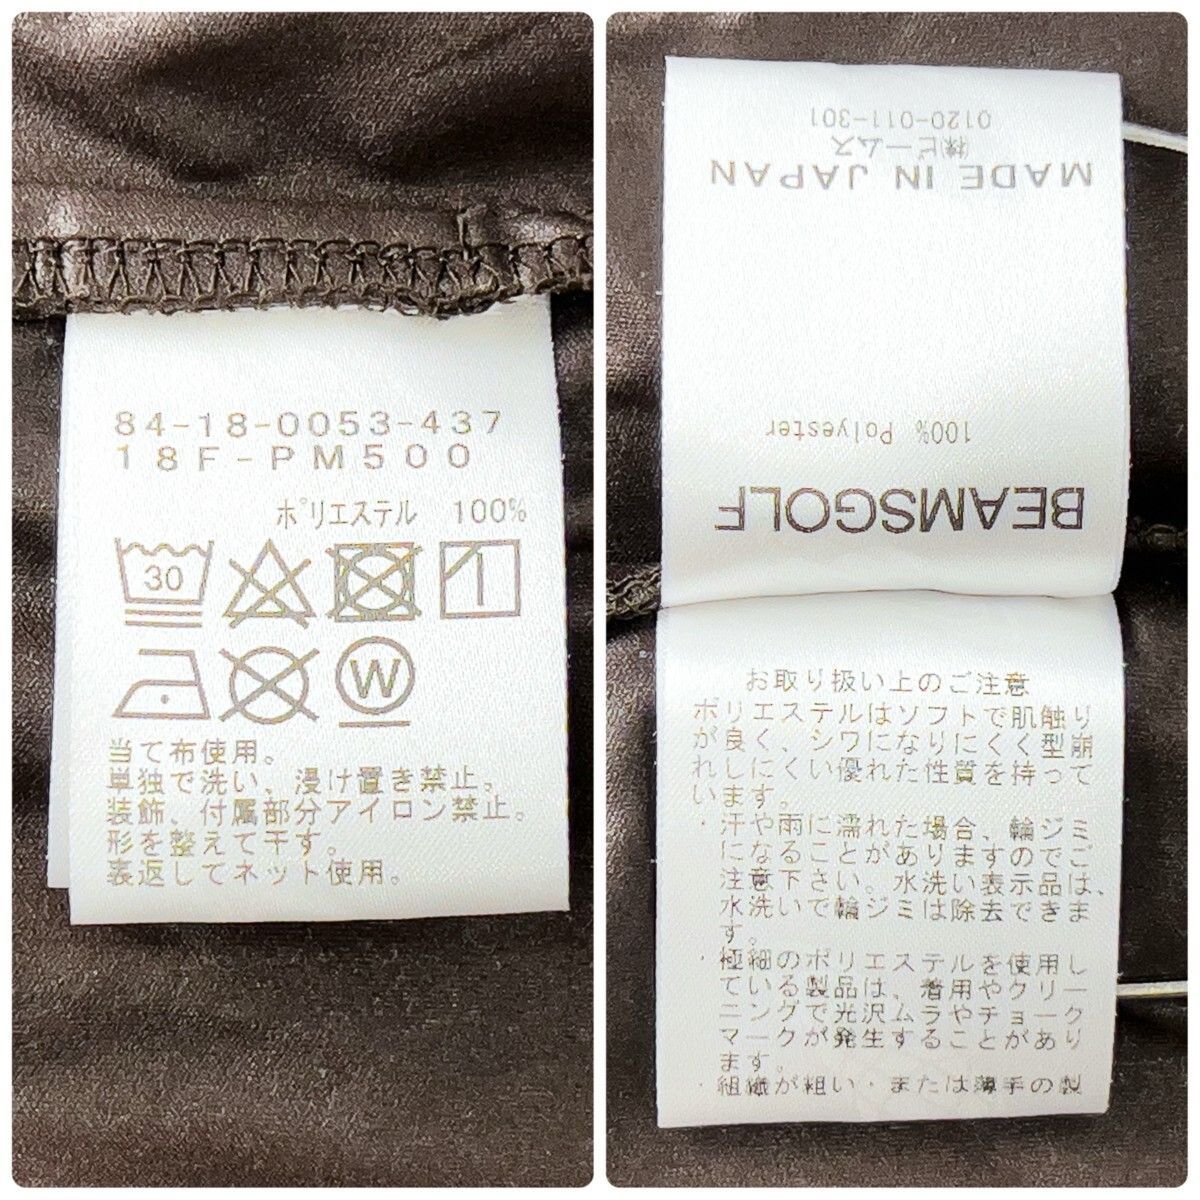 84-18-0053-437
18F-PM500
ポリエステル 100%
30
W
当て布使用。
単独で洗い、浸け置き禁止。
装飾、付属部分アイロン禁止。
形を整えて干す。
裏返してネット使用。
BEAMSGOLF
100% Polyester
MADE IN JAPAN
㈱ビームス
0120-011-301
お取り扱い上のご注意
ポリエステルはソフトで肌触り
が良く、シワになりにくく型崩
れしにくい優れた性質を持って
います。
・汗や雨に濡れた場合、輪ジミ
になることがありますのでご
注意下さい。水洗い表示品は、
水洗いで輪ジミは除去できま
す。
・極細のポリエステルを使用し
ている製品は、着用やクリー
ニングで光沢ムラやチョーク
マークが発生することがあり
ます。
・組織が粗い・または薄手の製